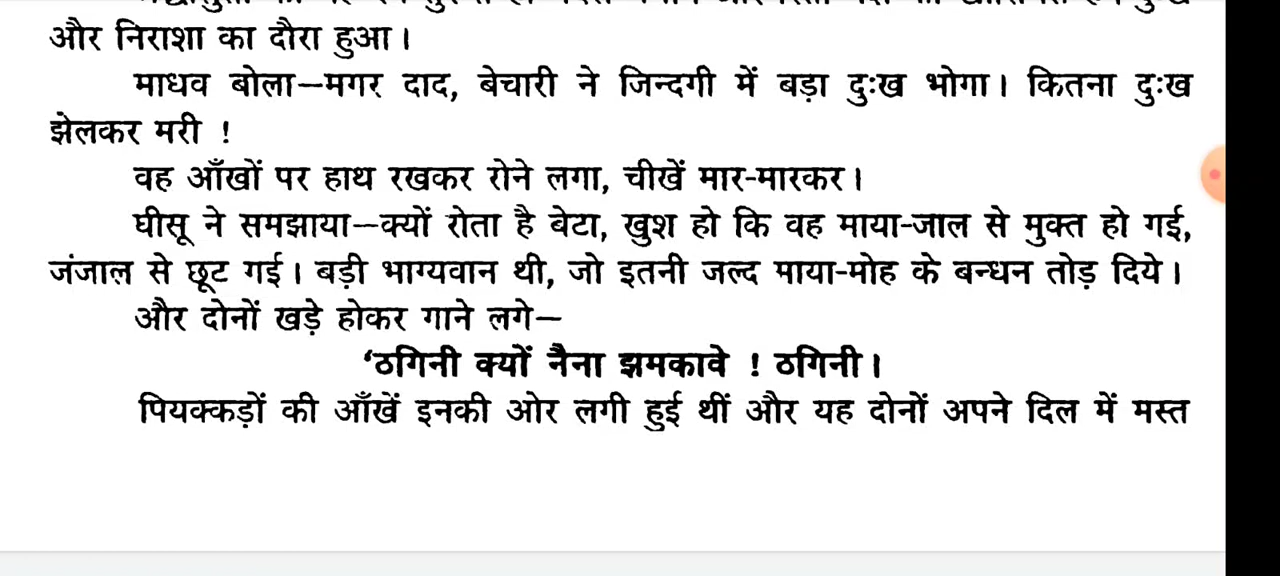 और निराशा का दौरा हुआ।
माधव बोला—मगर दाद, बेचारी ने जिन्दगी में बड़ा दुःख भोगा। कितना दुःख
झेलकर मरी !
वह आँखों पर हाथ रखकर रोने लगा, चीखें मार-मारकर।
घीसू ने समझाया—क्यों रोता है बेटा, खुश हो कि वह माया-जाल से मुक्त हो गई,
जंजाल से छूट गई। बड़ी भाग्यवान थी, जो इतनी जल्द माया-मोह के बन्धन तोड़ दिये।
और दोनों खड़े होकर गाने लगे—
‘ठगिनी क्यों नैना झमकावे ! ठगिनी।
पियक्कड़ों की आँखें इनकी ओर लगी हुई थीं और यह दोनों अपने दिल में मस्त